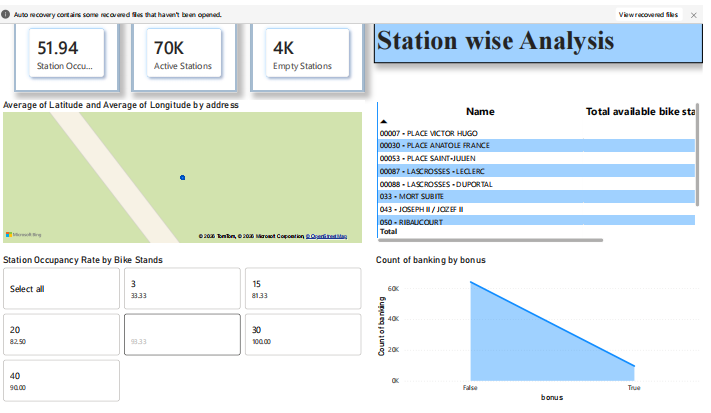 Auto recovery contains some recovered files that haven't been opened.
View recovered files
51.94
Station Occu...
70K
Active Stations
4K
Empty Stations
Station wise Analysis
Average of Latitude and Average of Longitude by address
Microsoft Bing
© 2026 TomTom, © 2026 Microsoft Corporation, © OpenStreetMap
Name
Total available bike sta
00007 - PLACE VICTOR HUGO
00030 - PLACE ANATOLE FRANCE
00053 - PLACE SAINT-JULIEN
00087 - LASCROSSES - LECLERC
00088 - LASCROSSES - DUPORTAL
033 - MORT SUBITE
043 - JOSEPH II / JOZEF II
050 - RIBAUCOURT
Total
Station Occupancy Rate by Bike Stands
Select all
3
33.33
15
81.33
20
82.50
93.33
30
100.00
40
90.00
Count of banking by bonus
Count of banking
60K
40K
20K
0K
False
True
bonus